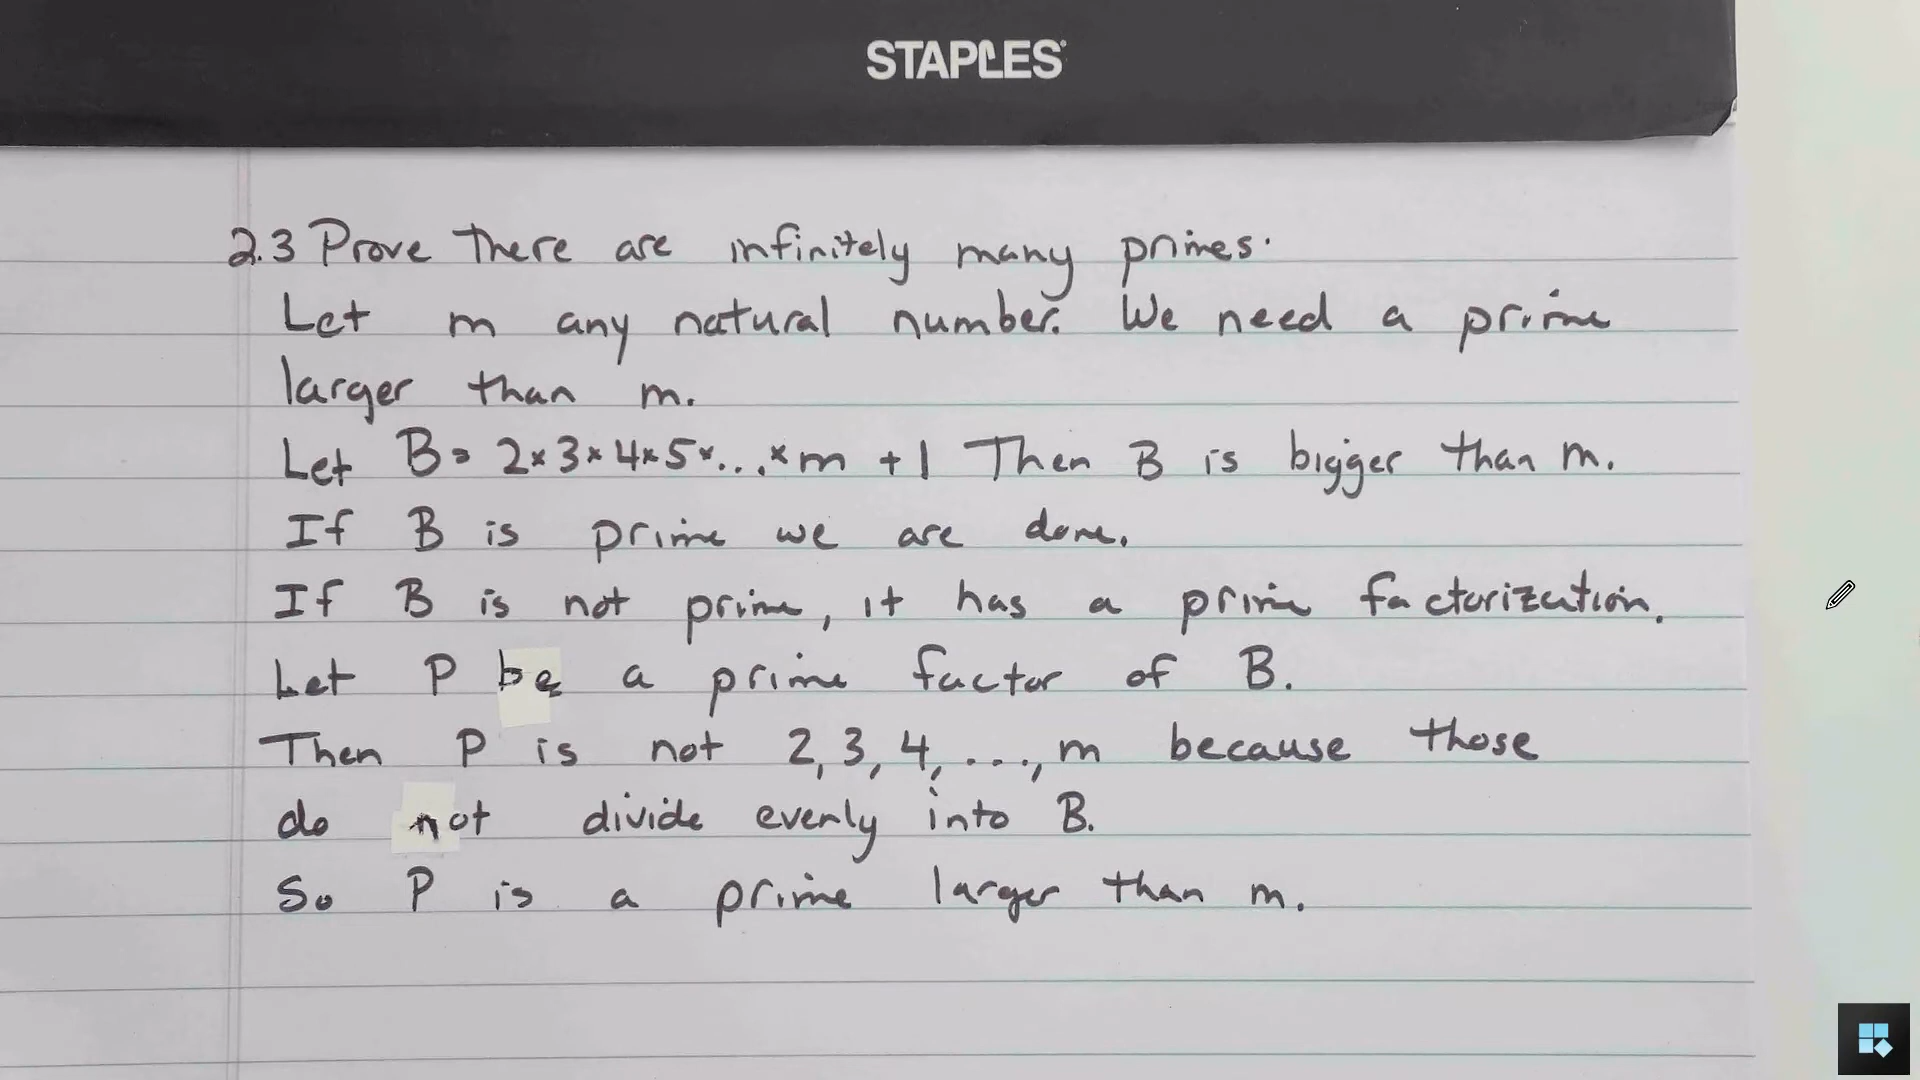 STAPLES
2.3 Prove there are infinitely many primes.
Let m any natural number. We need a prime
larger than m.
Let B = 2 × 3 × 4 × 5 × ... × m + 1 Then B is bigger than m.
If B is prime we are done.
If B is not prime, it has a prime factorization.
Let P be a prime factor of B.
Then P is not 2, 3, 4, ..., m because those
do not divide evenly into B.
So P is a prime larger than m.